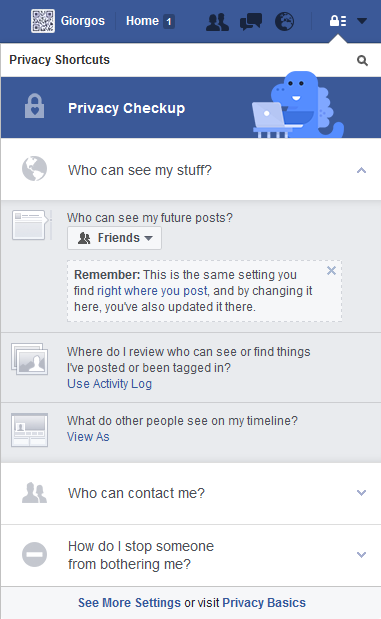 Giorgos Home 1
Privacy Shortcuts
Privacy Checkup
Who can see my stuff?
Who can see my future posts?
Friends
Remember: This is the same setting you
find right where you post, and by changing it
here, you've also updated it there.
Where do I review who can see or find things
I've posted or been tagged in?
Use Activity Log
What do other people see on my timeline?
View As
Who can contact me?
How do I stop someone
from bothering me?
See More Settings or visit Privacy Basics